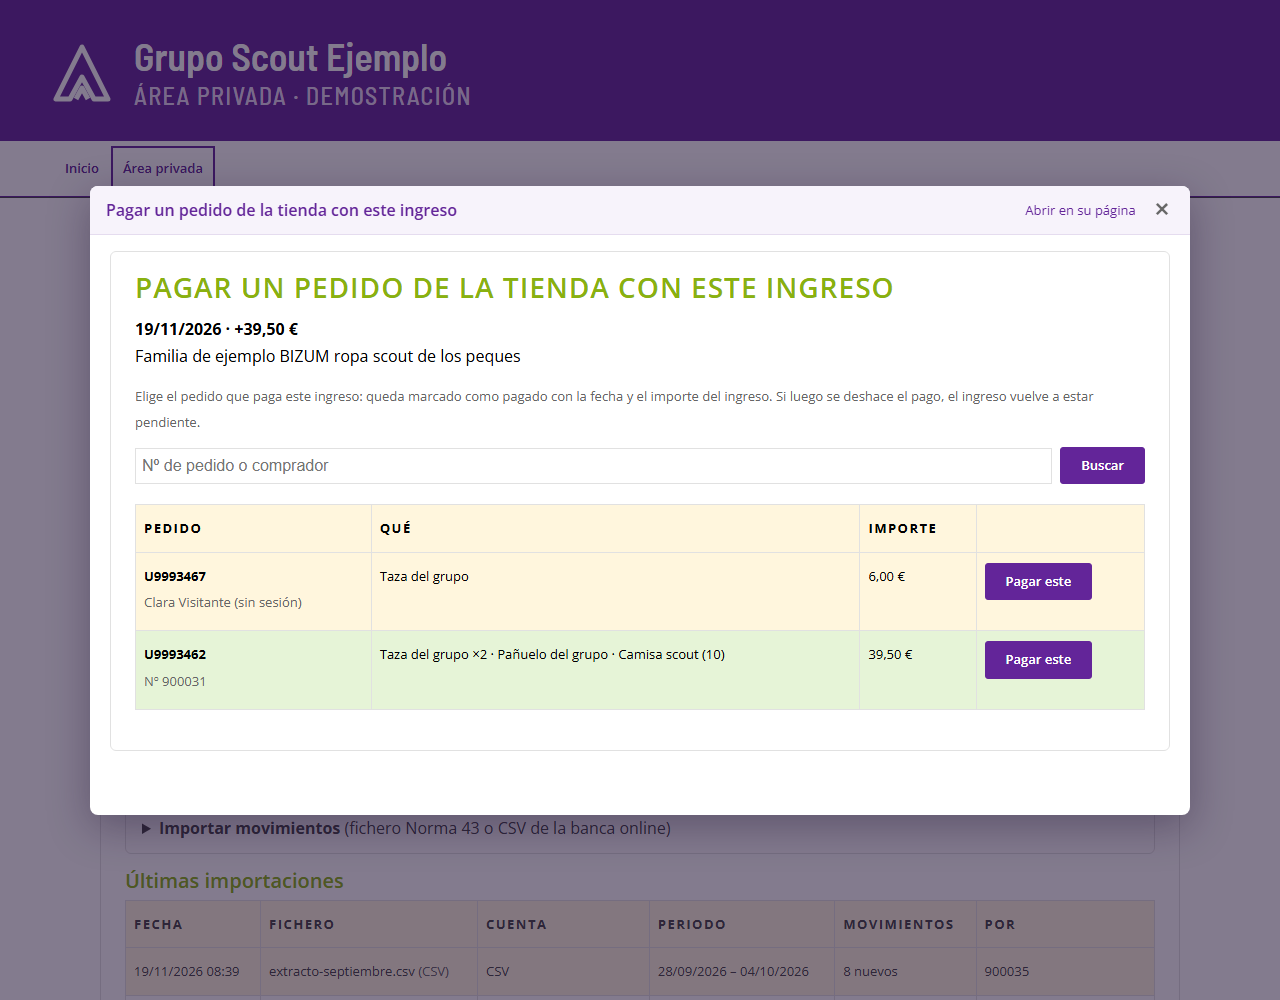 Grupo Scout Ejemplo
ÁREA PRIVADA · DEMOSTRACIÓN
Inicio
Área privada
Pagar un pedido de la tienda con este ingreso
Abrir en su página ✕
PAGAR UN PEDIDO DE LA TIENDA CON ESTE INGRESO
19/11/2026 · +39,50 €
Familia de ejemplo BIZUM ropa scout de los peques
Elige el pedido que paga este ingreso: queda marcado como pagado con la fecha y el importe del ingreso. Si luego se deshace el pago, el ingreso vuelve a estar
pendiente.
Nº de pedido o comprador
Buscar
PEDIDO QUÉ IMPORTE
U9993467 Taza del grupo 6,00 € Pagar este
Clara Visitante (sin sesión)
U9993462 Taza del grupo ×2 · Pañuelo del grupo · Camisa scout (10) 39,50 € Pagar este
Nº 900031
▶ Importar movimientos (fichero Norma 43 o CSV de la banca online)
Últimas importaciones
FECHA FICHERO CUENTA PERIODO MOVIMIENTOS POR
19/11/2026 08:39 extracto-septiembre.csv (CSV) CSV 28/09/2026 – 04/10/2026 8 nuevos 900035